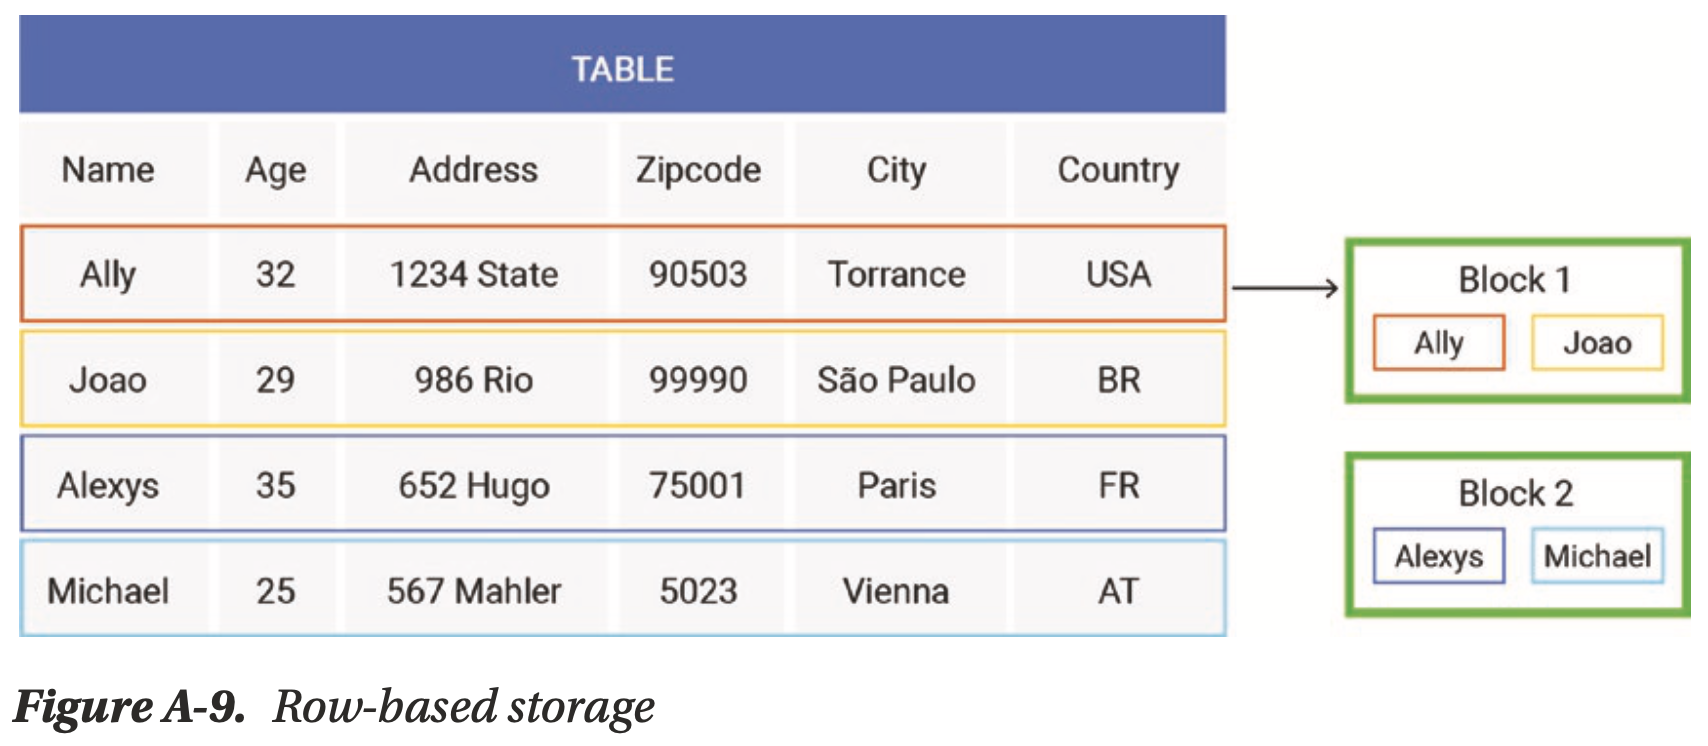 TABLE
Name Age Address Zipcode City Country
Ally 32 1234 State 90503 Torrance USA
Joao 29 986 Rio 99990 São Paulo BR
Alexys 35 652 Hugo 75001 Paris FR
Michael 25 567 Mahler 5023 Vienna AT
Block 1
Ally Joao
Block 2
Alexys Michael
Figure A-9. Row-based storage